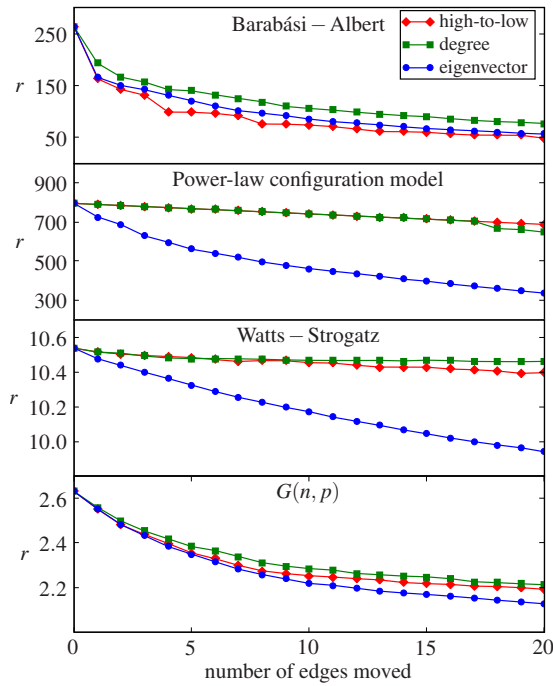 Barabási – Albert
high-to-low
degree
eigenvector
250
150
50
r
Power-law configuration model
900
700
500
300
r
Watts – Strogatz
10.6
10.4
10.2
10.0
r
G(n, p)
2.6
2.4
2.2
r
0 5 10 15 20
number of edges moved